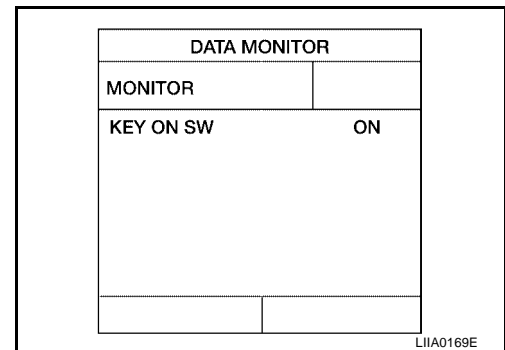 DATA MONITOR
MONITOR
KEY ON SW ON
LIIA0169E